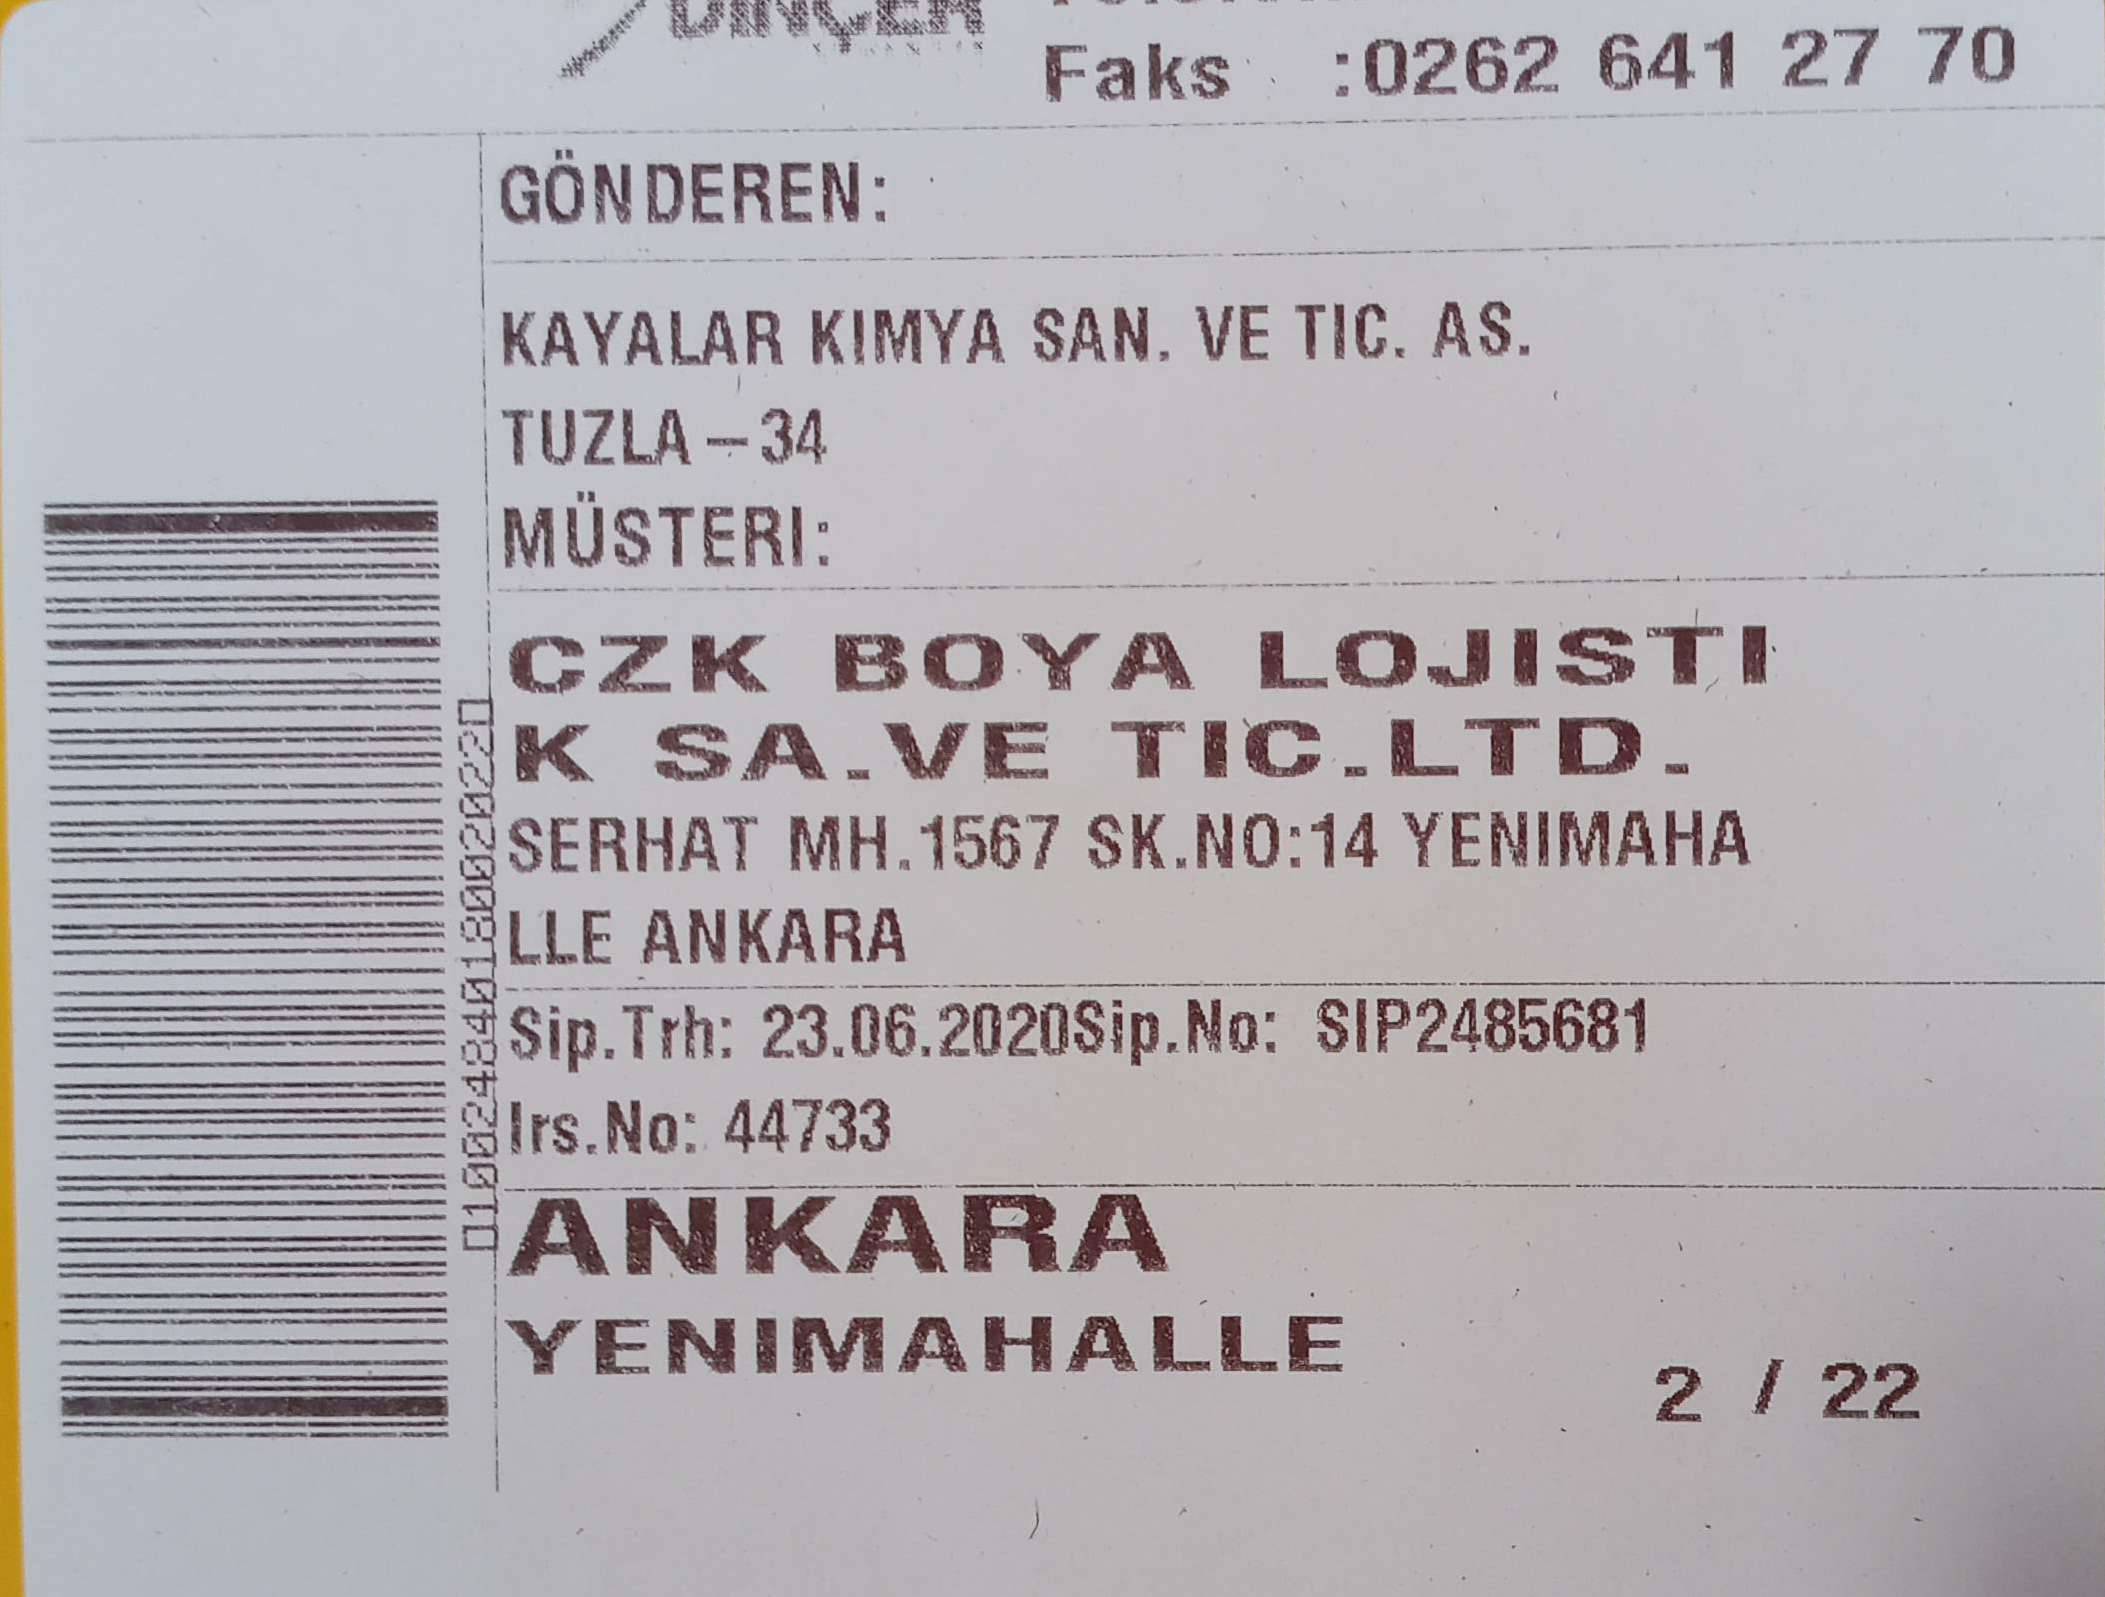 DİNÇER
Faks :0262 641 27 70
GÖNDEREN:
KAYALAR KIMYA SAN. VE TIC. AS.
TUZLA-34
MÜSTERI:
CZK BOYA LOJISTI
K SA.VE TIC.LTD.
SERHAT MH.1567 SK.NO:14 YENIMAHA
LLE ANKARA
Sip.Trh: 23.06.2020Sip.No: SIP2485681
Irs.No: 44733
ANKARA
YENIMAHALLE
2 / 22